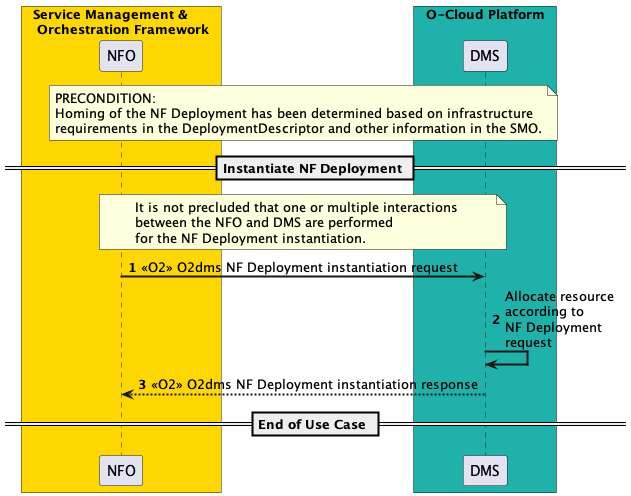 Service Management &
Orchestration Framework
O-Cloud Platform
NFO
DMS
PRECONDITION:
Homing of the NF Deployment has been determined based on infrastructure
requirements in the DeploymentDescriptor and other information in the SMO.
Instantiate NF Deployment
It is not precluded that one or multiple interactions
between the NFO and DMS are performed
for the NF Deployment instantiation.
1 «O2» O2dms NF Deployment instantiation request
Allocate resource
according to
2 NF Deployment
request
3 «O2» O2dms NF Deployment instantiation response
End of Use Case
NFO
DMS